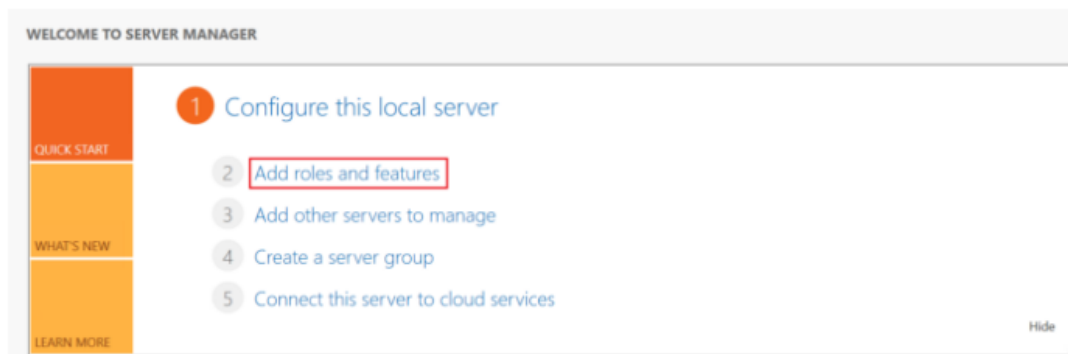 WELCOME TO SERVER MANAGER
1 Configure this local server
QUICK START
2 Add roles and features
3 Add other servers to manage
WHAT'S NEW
4 Create a server group
5 Connect this server to cloud services
Hide
LEARN MORE